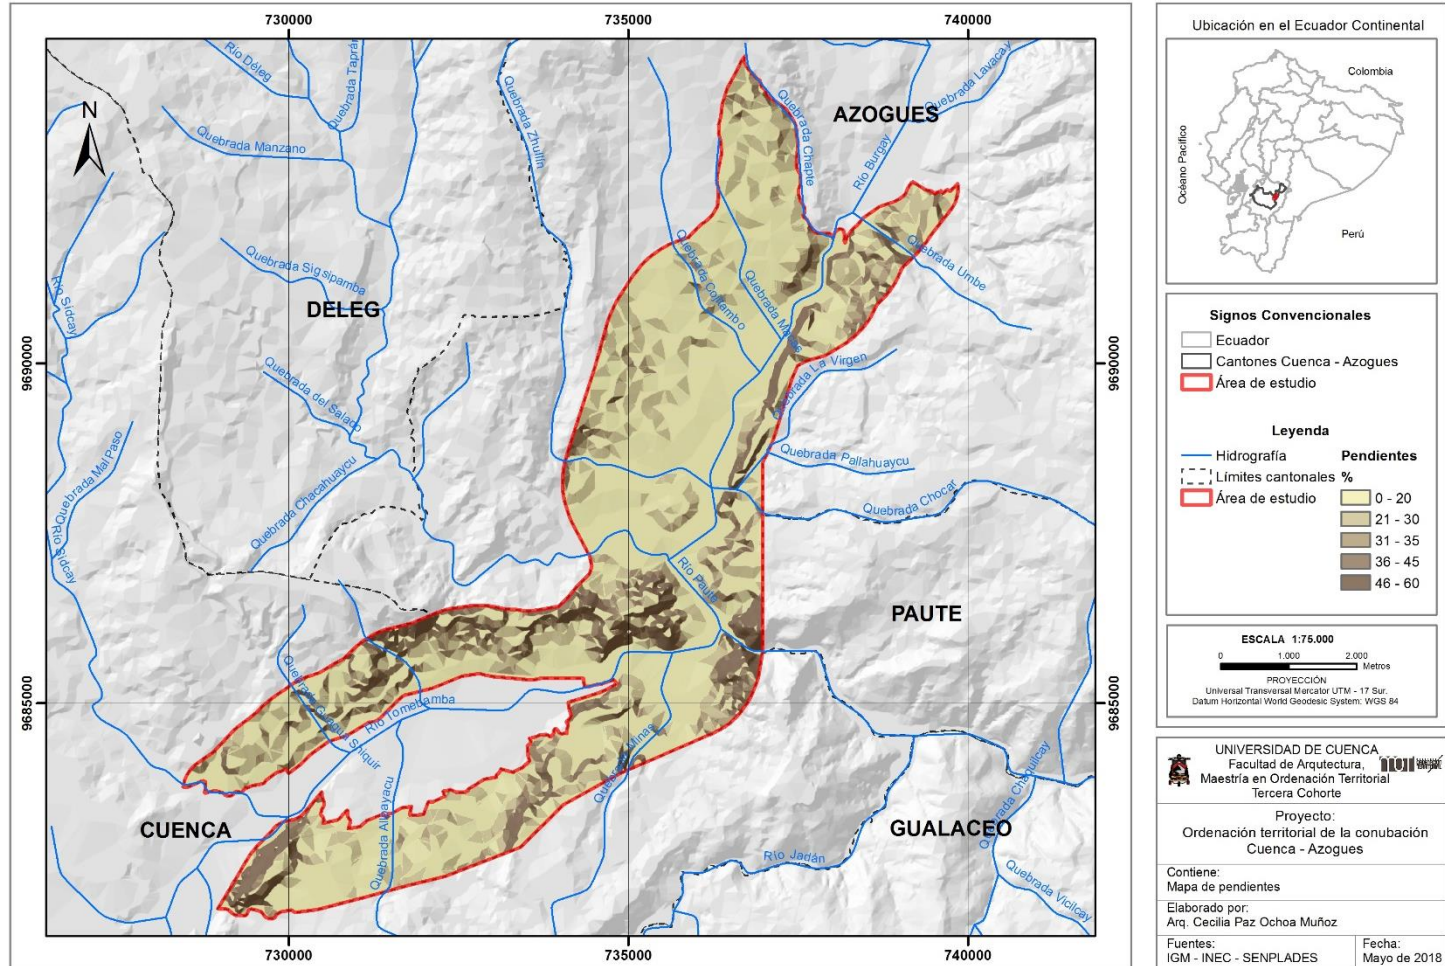 730000
735000
740000
9690000
9685000
N
Río Déleg
Quebrada Taprán
Quebrada Manzano
Quebrada Zhullín
Quebrada Chapte
AZOGUES
Quebrada Lavacay
Río Burgay
Quebrada Sigsipamba
Río Sidcay
DELEG
Quebrada Cojitambo
Quebrada Macas
Quebrada Umbe
Quebrada La Virgen
Quebrada del Salado
Quebrada Mal Paso
Quebrada Chacahuaycu
Quebrada Pallahuaycu
Quebrada Chocar
Río Sidcay
Río Paute
PAUTE
Río Tomebamba
Quebrada Minas
CUENCA
Quebrada Allpayacu
GUALACEO
Río Jadán
Quebrada Chaquilcay
Quebrada Vicilcay
9690000
9685000
730000
735000
740000
Ubicación en el Ecuador Continental
Colombia
Océano Pacífico
Perú
Signos Convencionales
Ecuador
Cantones Cuenca - Azogues
Área de estudio
Leyenda
Hidrografía
Límites cantonales
Área de estudio
Pendientes
%
0 - 20
21 - 30
31 - 35
36 - 45
46 - 60
ESCALA 1:75.000
0 1.000 2.000
Metros
PROYECCIÓN
Universal Transversal Mercator UTM - 17 Sur.
Datum Horizontal World Geodesic System: WGS 84
UNIVERSIDAD DE CUENCA
Facultad de Arqutectura,
Maestría en Ordenación Territorial
Tercera Cohorte
Proyecto:
Ordenación territorial de la conubación
Cuenca - Azogues
Contiene:
Mapa de pendientes
Elaborado por:
Arq. Cecilia Paz Ochoa Muñoz
Fuentes:
IGM - INEC - SENPLADES
Fecha:
Mayo de 2018